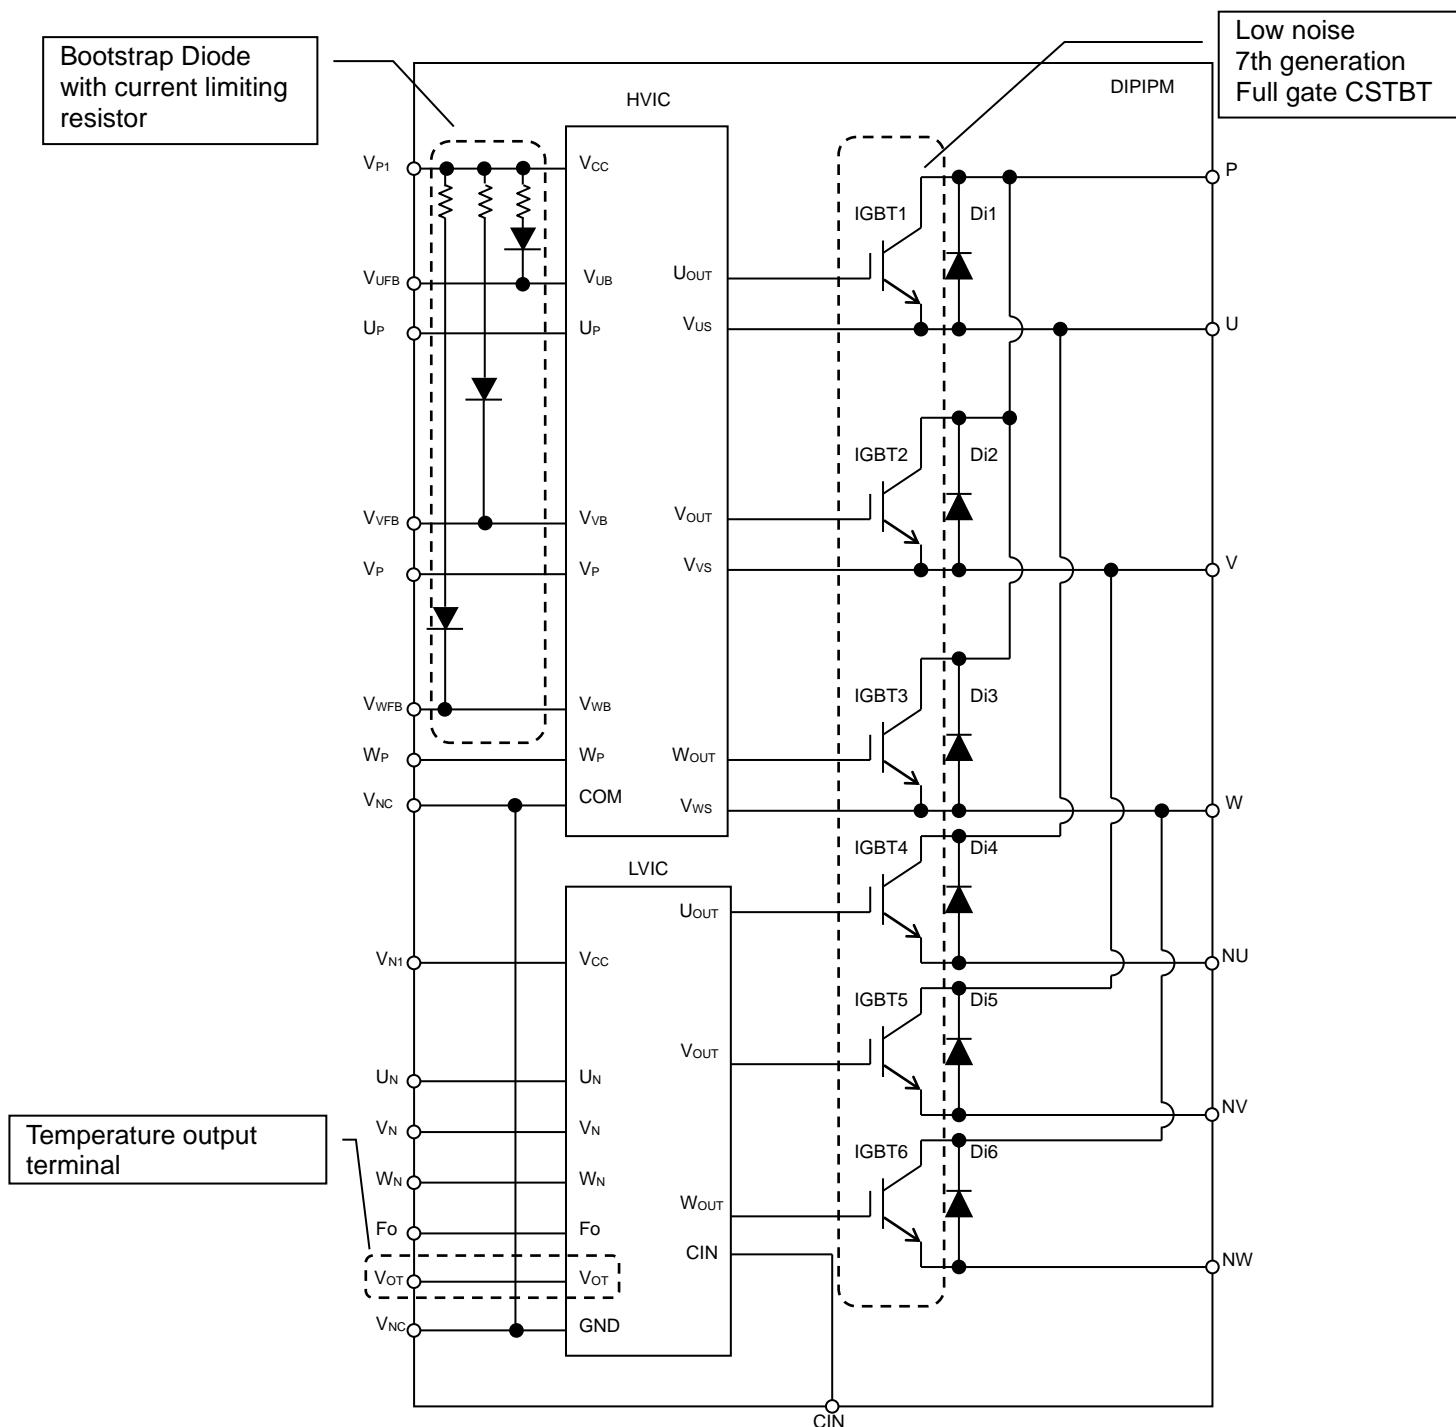 Bootstrap Diode
with current limiting
resistor
Low noise
7th generation
Full gate CSTBT
HVIC
DIPIPM
VP1
VCC
P
IGBT1
Di1
VUFB
VUB
UOUT
UP
UP
VUS
U
IGBT2
Di2
VVFB
VVB
VOUT
VP
VP
VVS
V
IGBT3
Di3
VWFB
VWB
WP
WP
WOUT
VNC
COM
VWS
W
IGBT4
Di4
LVIC
UOUT
VN1
VCC
NU
IGBT5
Di5
VOUT
UN
UN
NV
VN
VN
Temperature output
terminal
IGBT6
Di6
WN
WN
WOUT
Fo
Fo
CIN
NW
VOT
VOT
VNC
GND
CIN